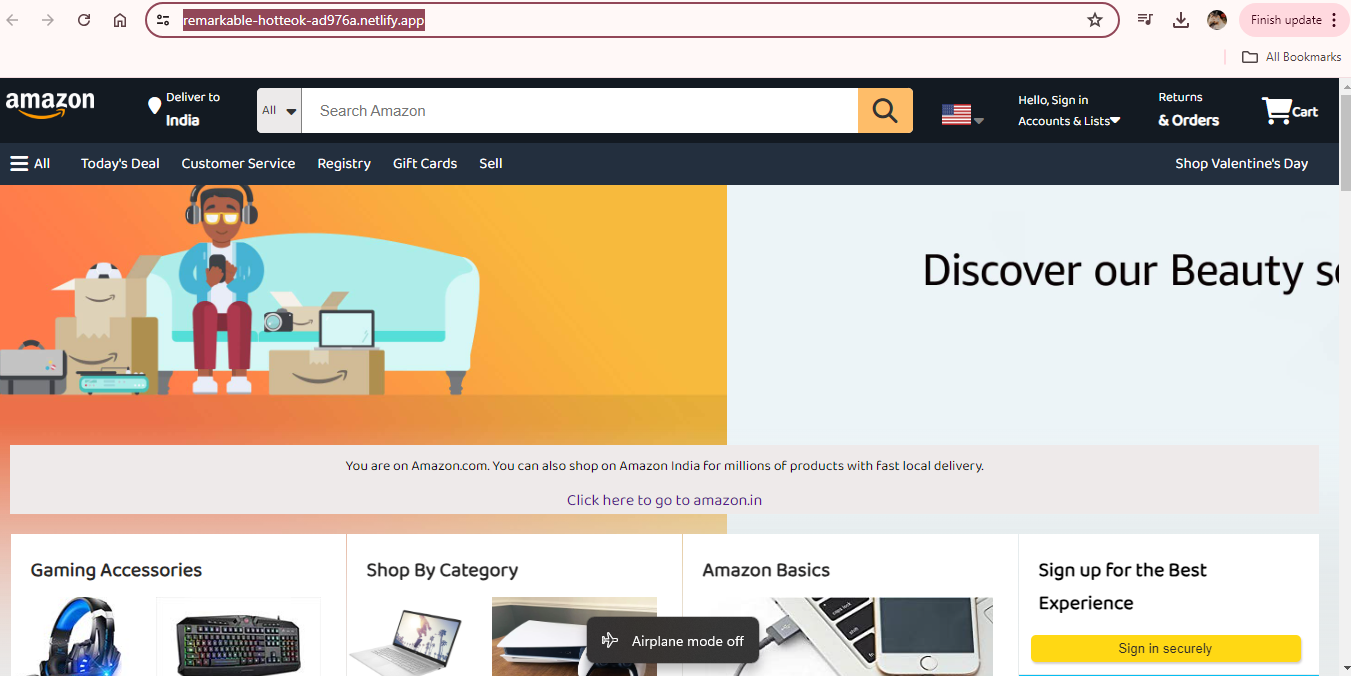 remarkable-hotteok-ad976a.netlify.app
Finish update
All Bookmarks
amazon
Deliver to
India
All
Search Amazon
Hello, Sign in
Accounts & Lists
Returns
& Orders
Cart
All
Today's Deal
Customer Service
Registry
Gift Cards
Sell
Shop Valentine's Day
Discover our Beauty s
You are on Amazon.com. You can also shop on Amazon India for millions of products with fast local delivery.
Click here to go to amazon.in
Gaming Accessories
Shop By Category
Amazon Basics
Sign up for the Best
Experience
caps lock
Airplane mode off
Sign in securely